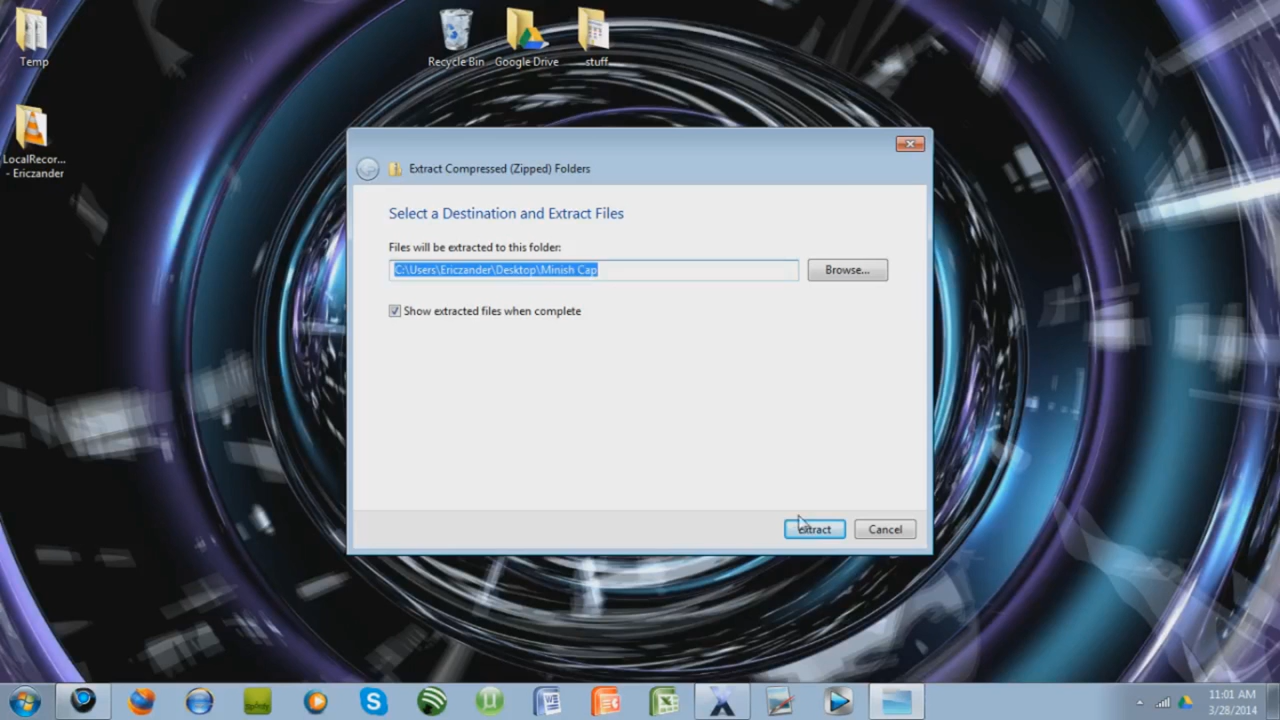 Temp
Recycle Bin
Google Drive
stuff
LocalRecor...
- Ericzander
Extract Compressed (Zipped) Folders
Select a Destination and Extract Files
Files will be extracted to this folder:
C:\Users\Ericzander\Desktop\Minish Cap
Browse...
Show extracted files when complete
Extract
Cancel
11:01 AM
3/28/2014